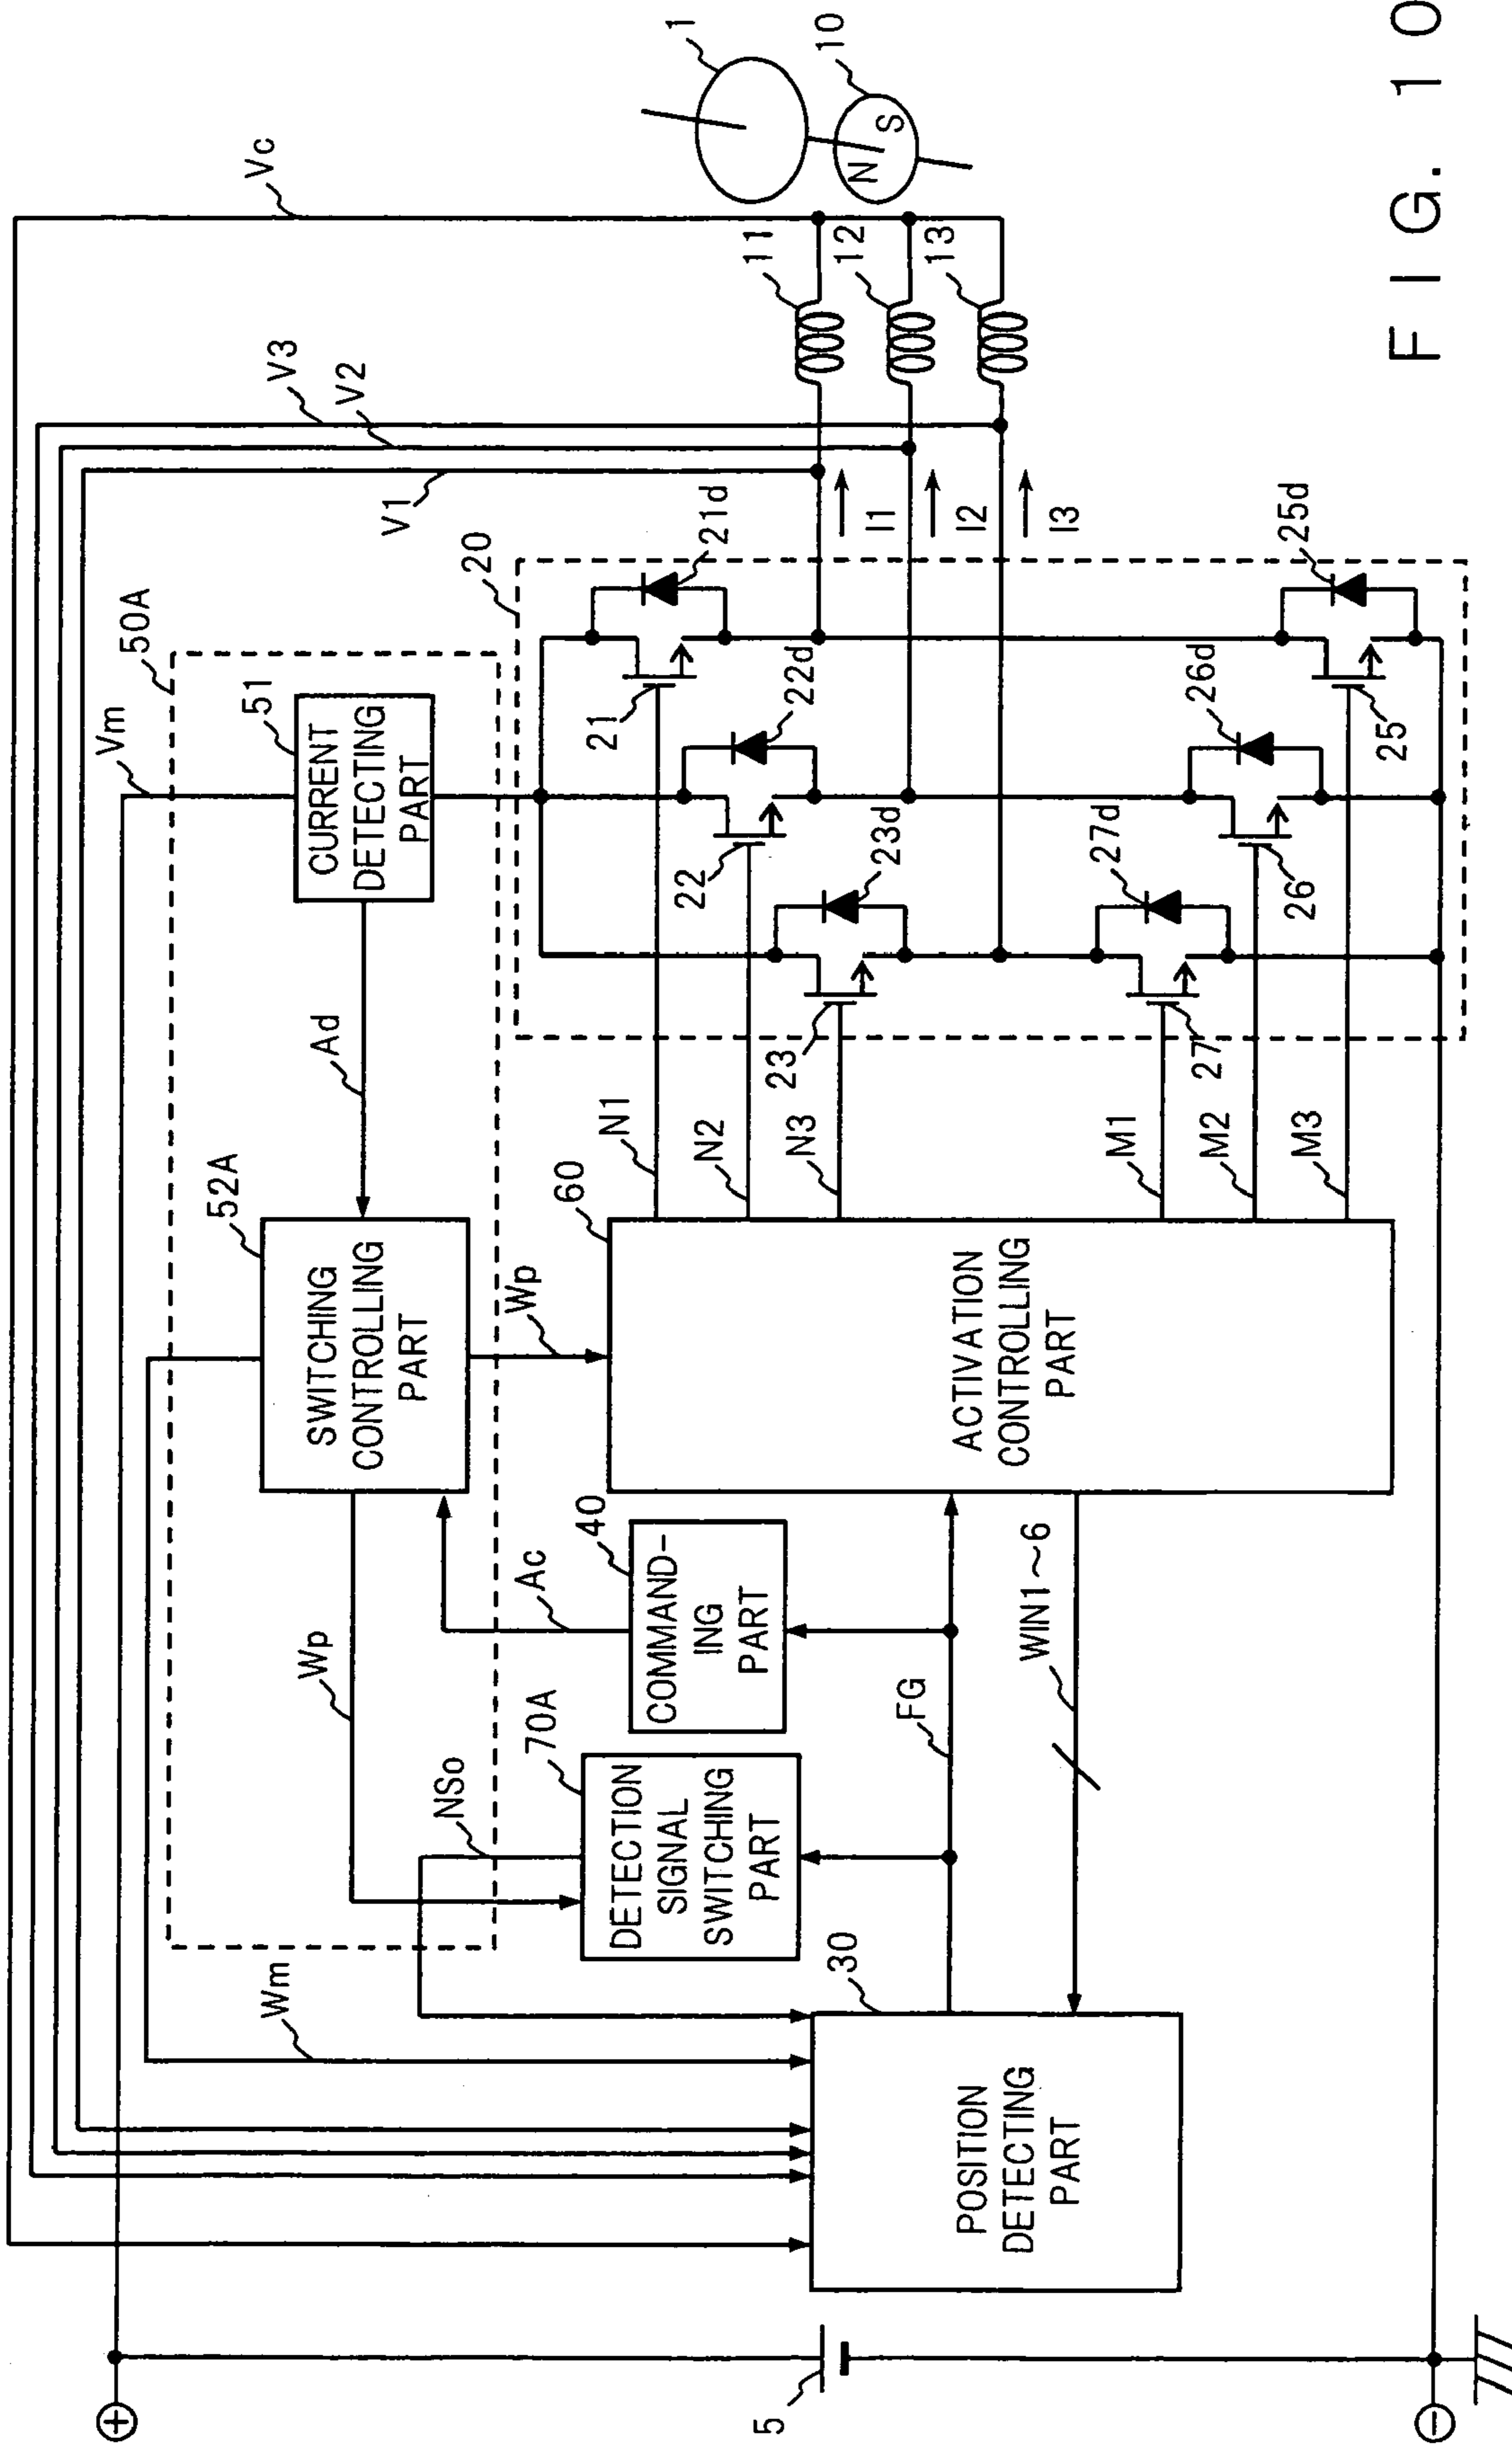 Vc
V3
V2
V1
Vm
50A
51
CURRENT
DETECTING
PART
Ad
52A
SWITCHING
CONTROLLING
PART
Wp
Wp
Wm
NSo
Ac
70A
DETECTION
SIGNAL
SWITCHING
PART
40
COMMAND-
ING
PART
60
ACTIVATION
CONTROLLING
PART
30
POSITION
DETECTING
PART
FG
WIN1~6
N1
N2
N3
M1
M2
M3
20
21
21d
22
22d
23
23d
25
25d
26
26d
27
27d
I1
I2
I3
11
12
13
1
10
N
S
5
+
−
FIG. 10